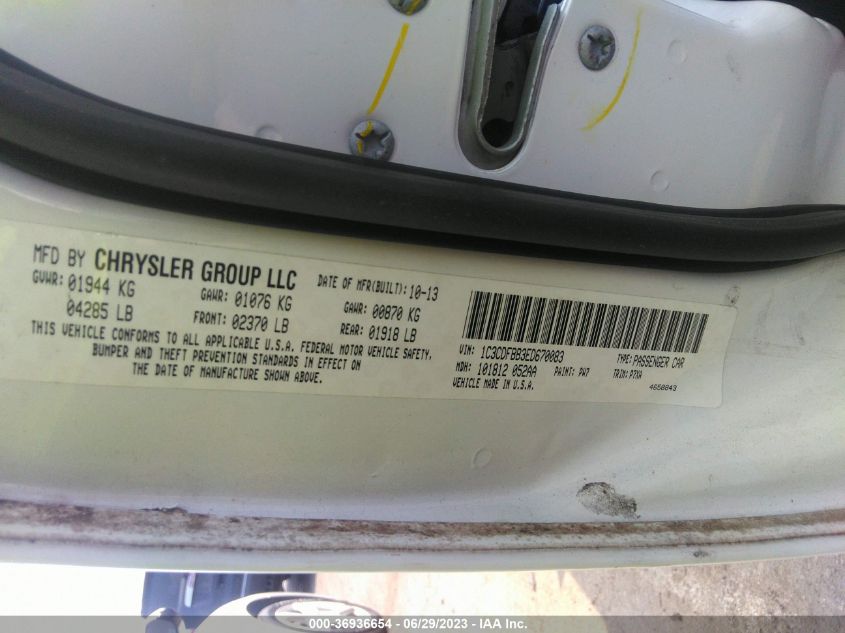 MFD BY CHRYSLER GROUP LLC
DATE OF MFR(BUILT): 10-13
GVWR: 01944 KG
GAWR: 01076 KG
GAWR: 00870 KG
04285 LB
FRONT: 02370 LB
REAR: 01918 LB
THIS VEHICLE CONFORMS TO ALL APPLICABLE U.S.A. FEDERAL MOTOR VEHICLE SAFETY,
BUMPER AND THEFT PREVENTION STANDARDS IN EFFECT ON
THE DATE OF MANUFACTURE SHOWN ABOVE.
VIN: 1C3CDFBB3ED670083
TYPE: PASSENGER CAR
MDH: 101812 052AA
PAINT: PW7
TRIM: P7XA
VEHICLE MADE IN U.S.A.
4650843
000-36936654 / 06/29/2023 - IAA Inc.